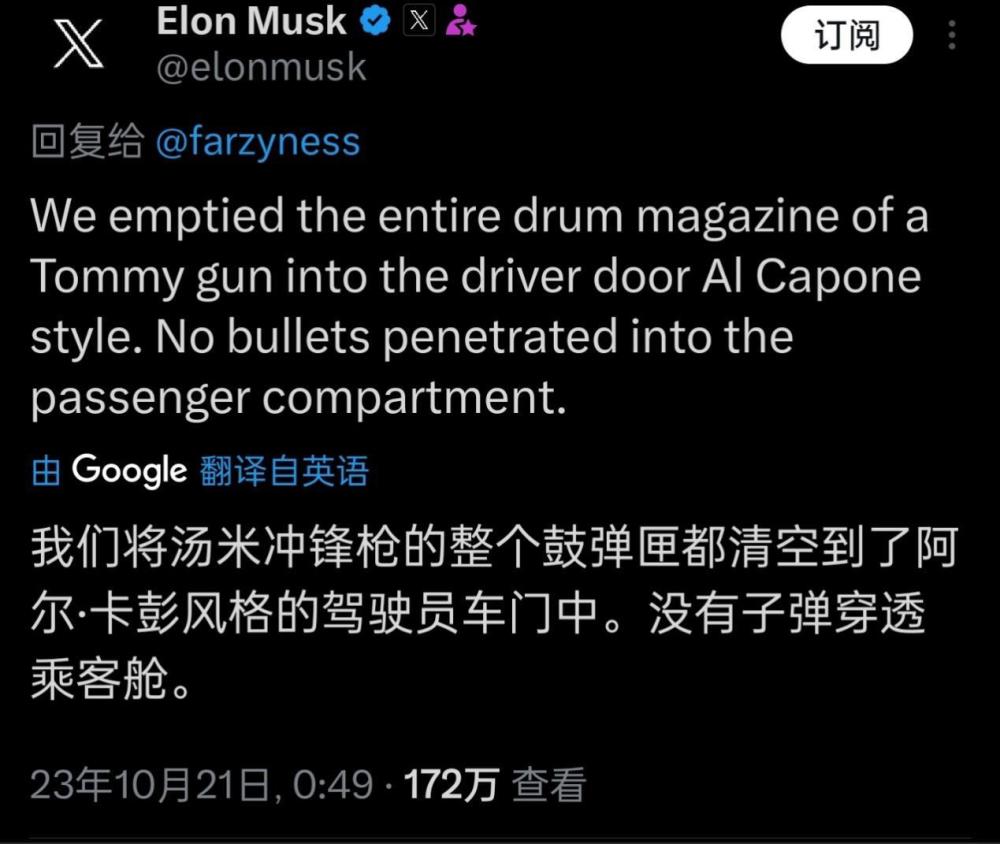 Elon Musk
@elonmusk
订阅
回复给 @farzyness
We emptied the entire drum magazine of a
Tommy gun into the driver door Al Capone
style. No bullets penetrated into the
passenger compartment.
由 Google 翻译自英语
我们将汤米冲锋枪的整个鼓弹匣都清空到了阿
尔·卡彭风格的驾驶员车门中。没有子弹穿透
乘客舱。
23年10月21日, 0:49 · 172万 查看